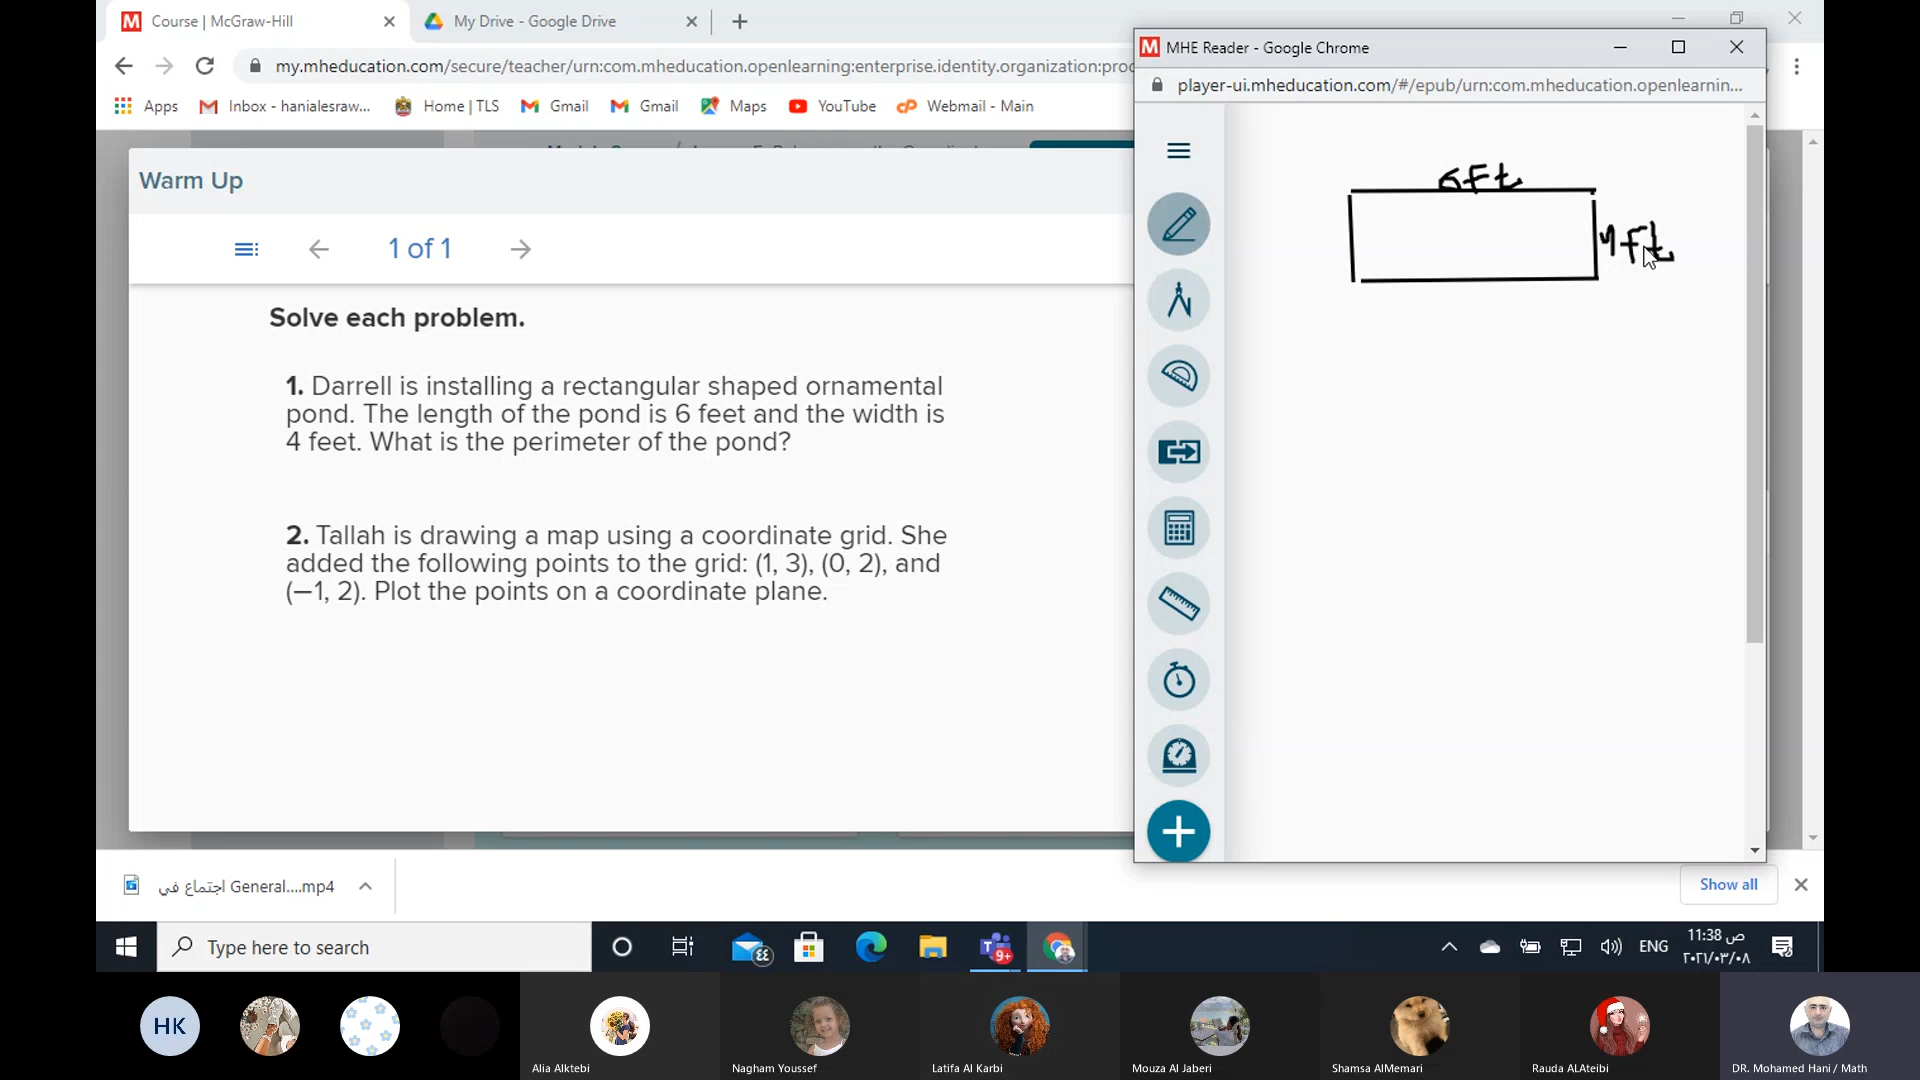 Course | McGraw-Hill
My Drive - Google Drive
my.mheducation.com/secure/teacher/urn:com.mheducation.openlearning:enterprise.identity.organization:prod
Apps
Inbox - hanialesraw...
Home | TLS
Gmail
Gmail
Maps
YouTube
Webmail - Main
MHE Reader - Google Chrome
player-ui.mheducation.com/#/epub/urn:com.mheducation.openlearnin...
Warm Up
1 of 1
Solve each problem.
1. Darrell is installing a rectangular shaped ornamental
pond. The length of the pond is 6 feet and the width is
4 feet. What is the perimeter of the pond?
2. Tallah is drawing a map using a coordinate grid. She
added the following points to the grid: (1, 3), (0, 2), and
(−1, 2). Plot the points on a coordinate plane.
6Ft
4Ft
اجتماع في General....mp4
Show all
Type here to search
٤٤
9+
ENG
11:38 ص
٢٠٢١/٠٣/٠٨
HK
Alia Alktebi
Nagham Youssef
Latifa Al Karbi
Mouza Al Jaberi
Shamsa AlMemari
Rauda ALAteibi
DR. Mohamed Hani / Math